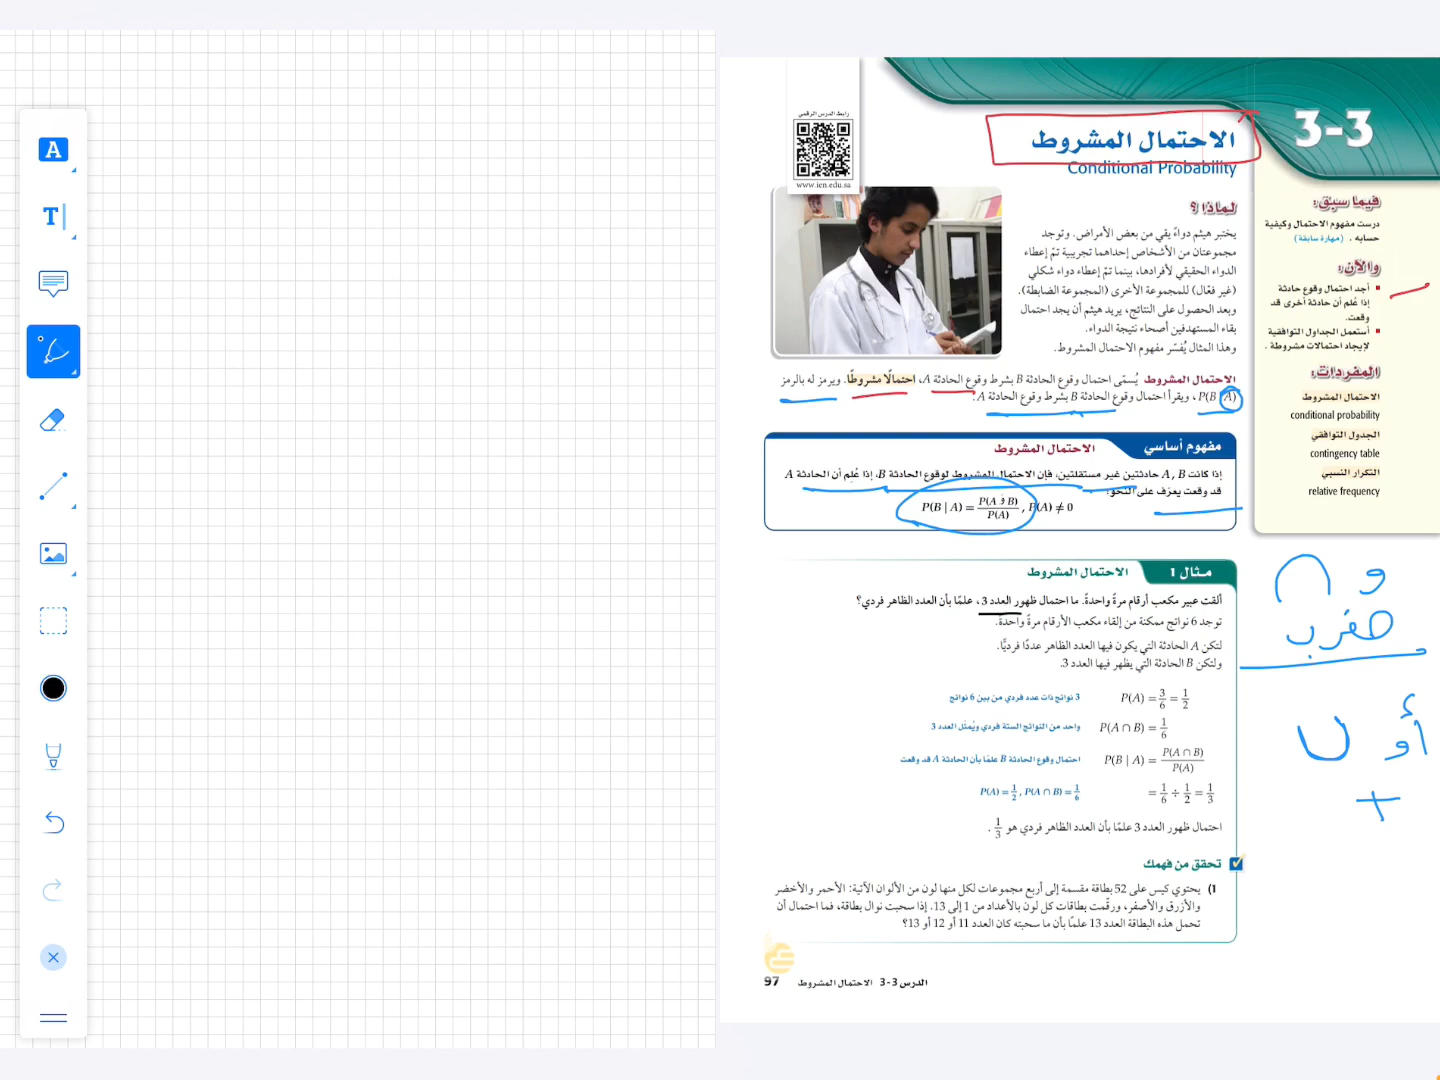 A
T
رابط الدرس الرقمي
www.ien.edu.sa
3-3
الاحتمال المشروط
Conditional Probability
لماذا ؟
يختبر هيثم دواءً يقي من بعض الأمراض. وتوجد
مجموعتان من الأشخاص إحداهما تجريبية تمّ إعطاء
الدواء الحقيقي لأفرادها، بينما تمّ إعطاء دواء شكلي
(غير فعّال) للمجموعة الأخرى (المجموعة الضابطة).
وبعد الحصول على النتائج، يريد هيثم أن يجد احتمال
بقاء المستهدفين أصحاء نتيجة الدواء.
وهذا المثال يُفسّر مفهوم الاحتمال المشروط.
الاحتمال المشروط يُسمّى احتمال وقوع الحادثة B بشرط وقوع الحادثة A، احتمالًا مشروطًا. ويرمز له بالرمز
P(B | A)، ويقرأ احتمال وقوع الحادثة B بشرط وقوع الحادثة A.
مفهوم أساسي
الاحتمال المشروط
إذا كانت A , B حادثتين غير مستقلتين، فإن الاحتمال المشروط لوقوع الحادثة B، إذا عُلم أن الحادثة A
قد وقعت يعرّف على النحو:
P(B | A) = P(A و B) / P(A) , P(A) ≠ 0
مـثال 1
الاحتمال المشروط
ألقت عبير مكعب أرقام مرةً واحدةً. ما احتمال ظهور العدد 3، علمًا بأن العدد الظاهر فردي؟
توجد 6 نواتج ممكنة من إلقاء مكعب الأرقام مرةً واحدةً.
لتكن A الحادثة التي يكون فيها العدد الظاهر عددًا فرديًّا.
ولتكن B الحادثة التي يظهر فيها العدد 3.
3 نواتج ذات عدد فردي من بين 6 نواتج P(A) = 3/6 = 1/2
واحد من النواتج الستة فردي ويُمثّل العدد 3 P(A ∩ B) = 1/6
احتمال وقوع الحادثة B علمًا بأن الحادثة A قد وقعت P(B | A) = P(A ∩ B) / P(A)
P(A) = 1/2 , P(A ∩ B) = 1/6 = 1/6 ÷ 1/2 = 1/3
احتمال ظهور العدد 3 علمًا بأن العدد الظاهر فردي هو 1/3 .
تحقق من فهمك
1) يحتوي كيس على 52 بطاقة مقسمة إلى أربع مجموعات لكل منها لون من الألوان الآتية: الأحمر والأخضر
والأزرق والأصفر، ورقّمت بطاقات كل لون بالأعداد من 1 إلى 13. إذا سحبت نوال بطاقة، فما احتمال أن
تحمل هذه البطاقة العدد 13 علمًا بأن ما سحبته كان العدد 11 أو 12 أو 13؟
الدرس 3-3 الاحتمال المشروط 97
فيما سبق:
درست مفهوم الاحتمال وكيفية
حسابه . (مهارة سابقة)
والآن:
أجد احتمال وقوع حادثة
إذا عُلم أن حادثة أخرى قد
وقعت.
أستعمل الجداول التوافقية
لإيجاد احتمالات مشروطة .
المفردات:
الاحتمال المشروط
conditional probability
الجدول التوافقي
contingency table
التكرار النسبي
relative frequency
و ∩
ضرب
أو ∪
+